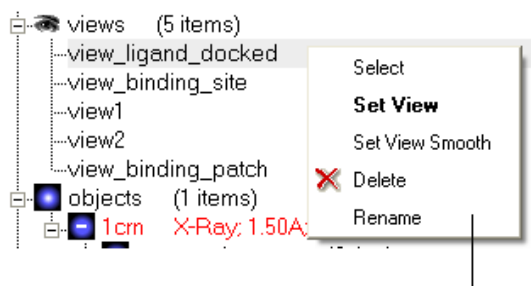 views (5 items)
view_ligand_docked
view_binding_site
view1
view2
view_binding_patch
objects (1 items)
1crn X-Ray; 1.50A;
Select
Set View
Set View Smooth
Delete
Rename